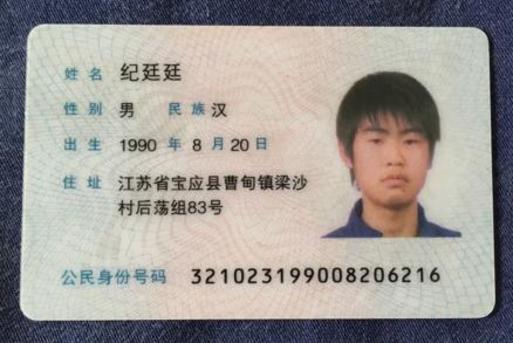 姓名 纪廷廷
性别 男 民族 汉
出生 1990 年 8 月 20 日
住址 江苏省宝应县曹甸镇梁沙
村后荡组83号
公民身份号码 321023199008206216